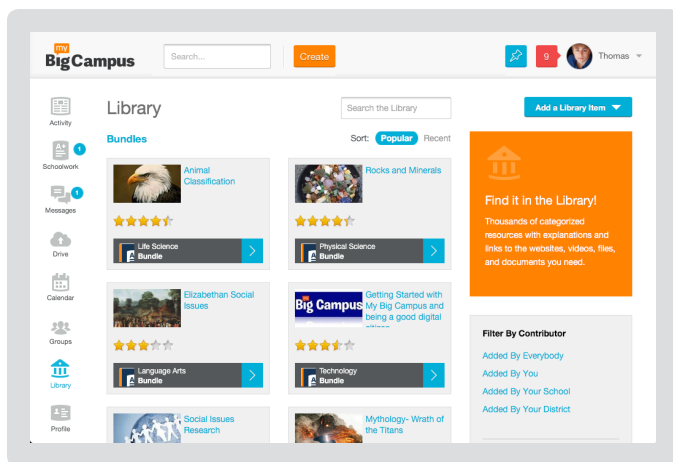 my
BigCampus
Search...
Create
9
Thomas
Activity
A+
1
Schoolwork
1
Messages
Drive
Calendar
Groups
Library
Profile
Library
Search the Library
Add a Library Item
Bundles
Sort: Popular Recent
Animal
Classification
Life Science
Bundle
Rocks and Minerals
Physical Science
Bundle
Elizabethan Social
Issues
Language Arts
Bundle
Big Campus
Getting Started with
My Big Campus and
being a good digital
citizen
Technology
Bundle
Social Issues
Research
Mythology- Wrath of
the Titans
Find it in the Library!
Thousands of categorized
resources with explanations and
links to the websites, videos, files,
and documents you need.
Filter By Contributor
Added By Everybody
Added By You
Added By Your School
Added By Your District